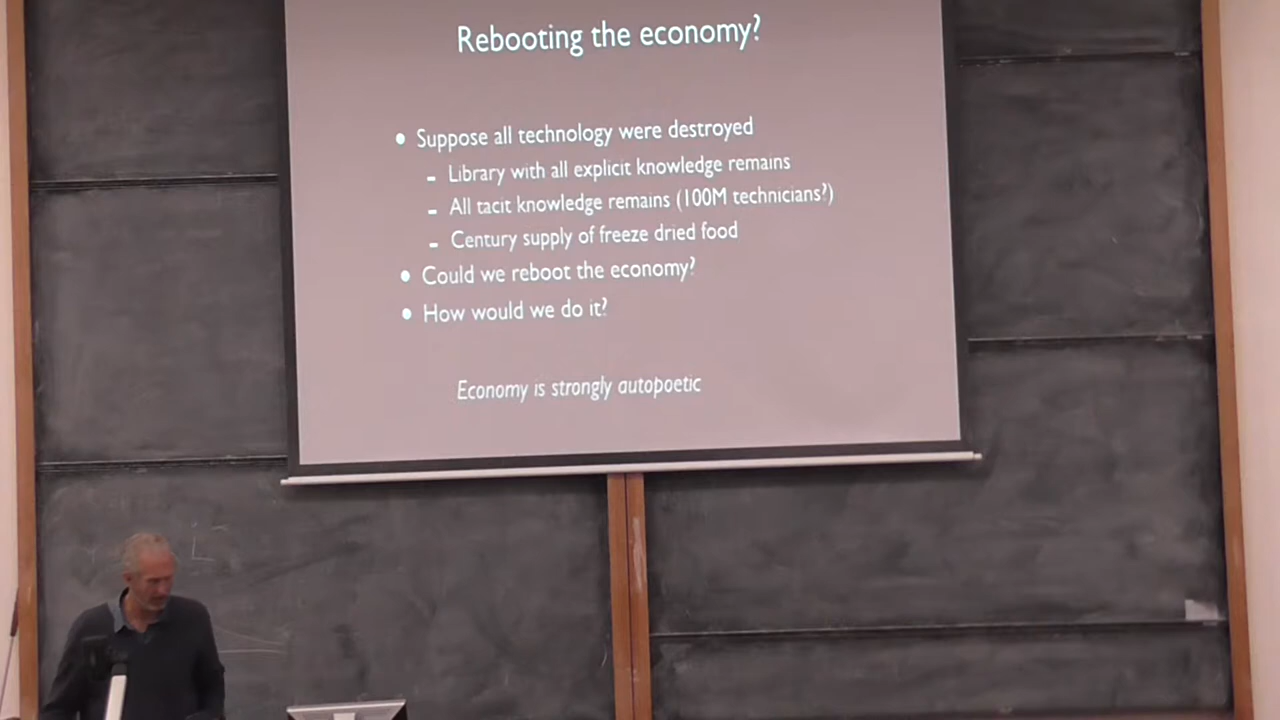 Rebooting the economy?
• Suppose all technology were destroyed
- Library with all explicit knowledge remains
- All tacit knowledge remains (100M technicians?)
- Century supply of freeze dried food
• Could we reboot the economy?
• How would we do it?
Economy is strongly autopoetic